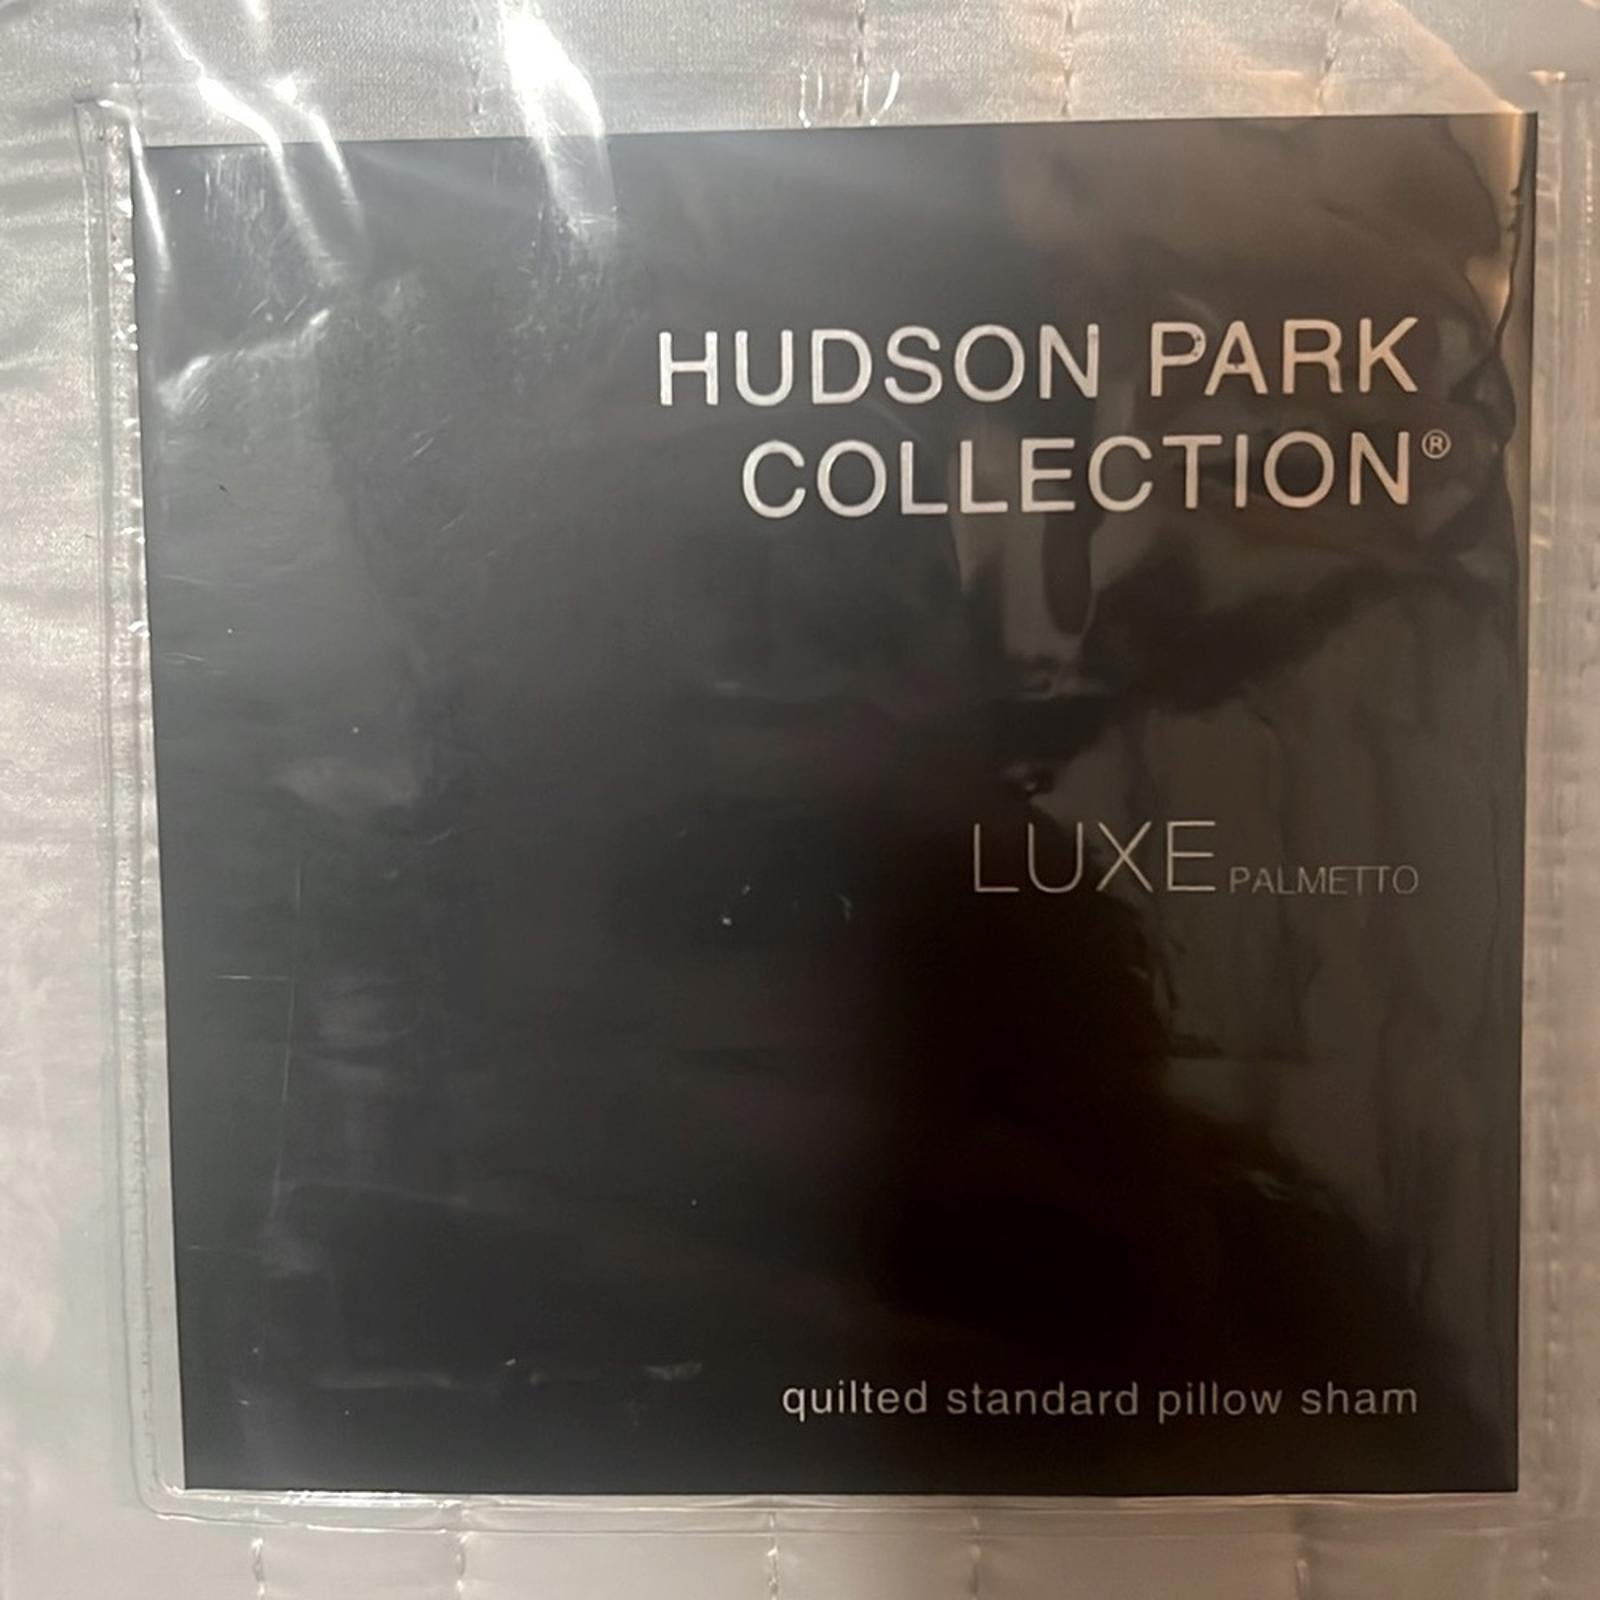 HUDSON PARK
COLLECTION®
LUXE PALMETTO
quilted standard pillow sham